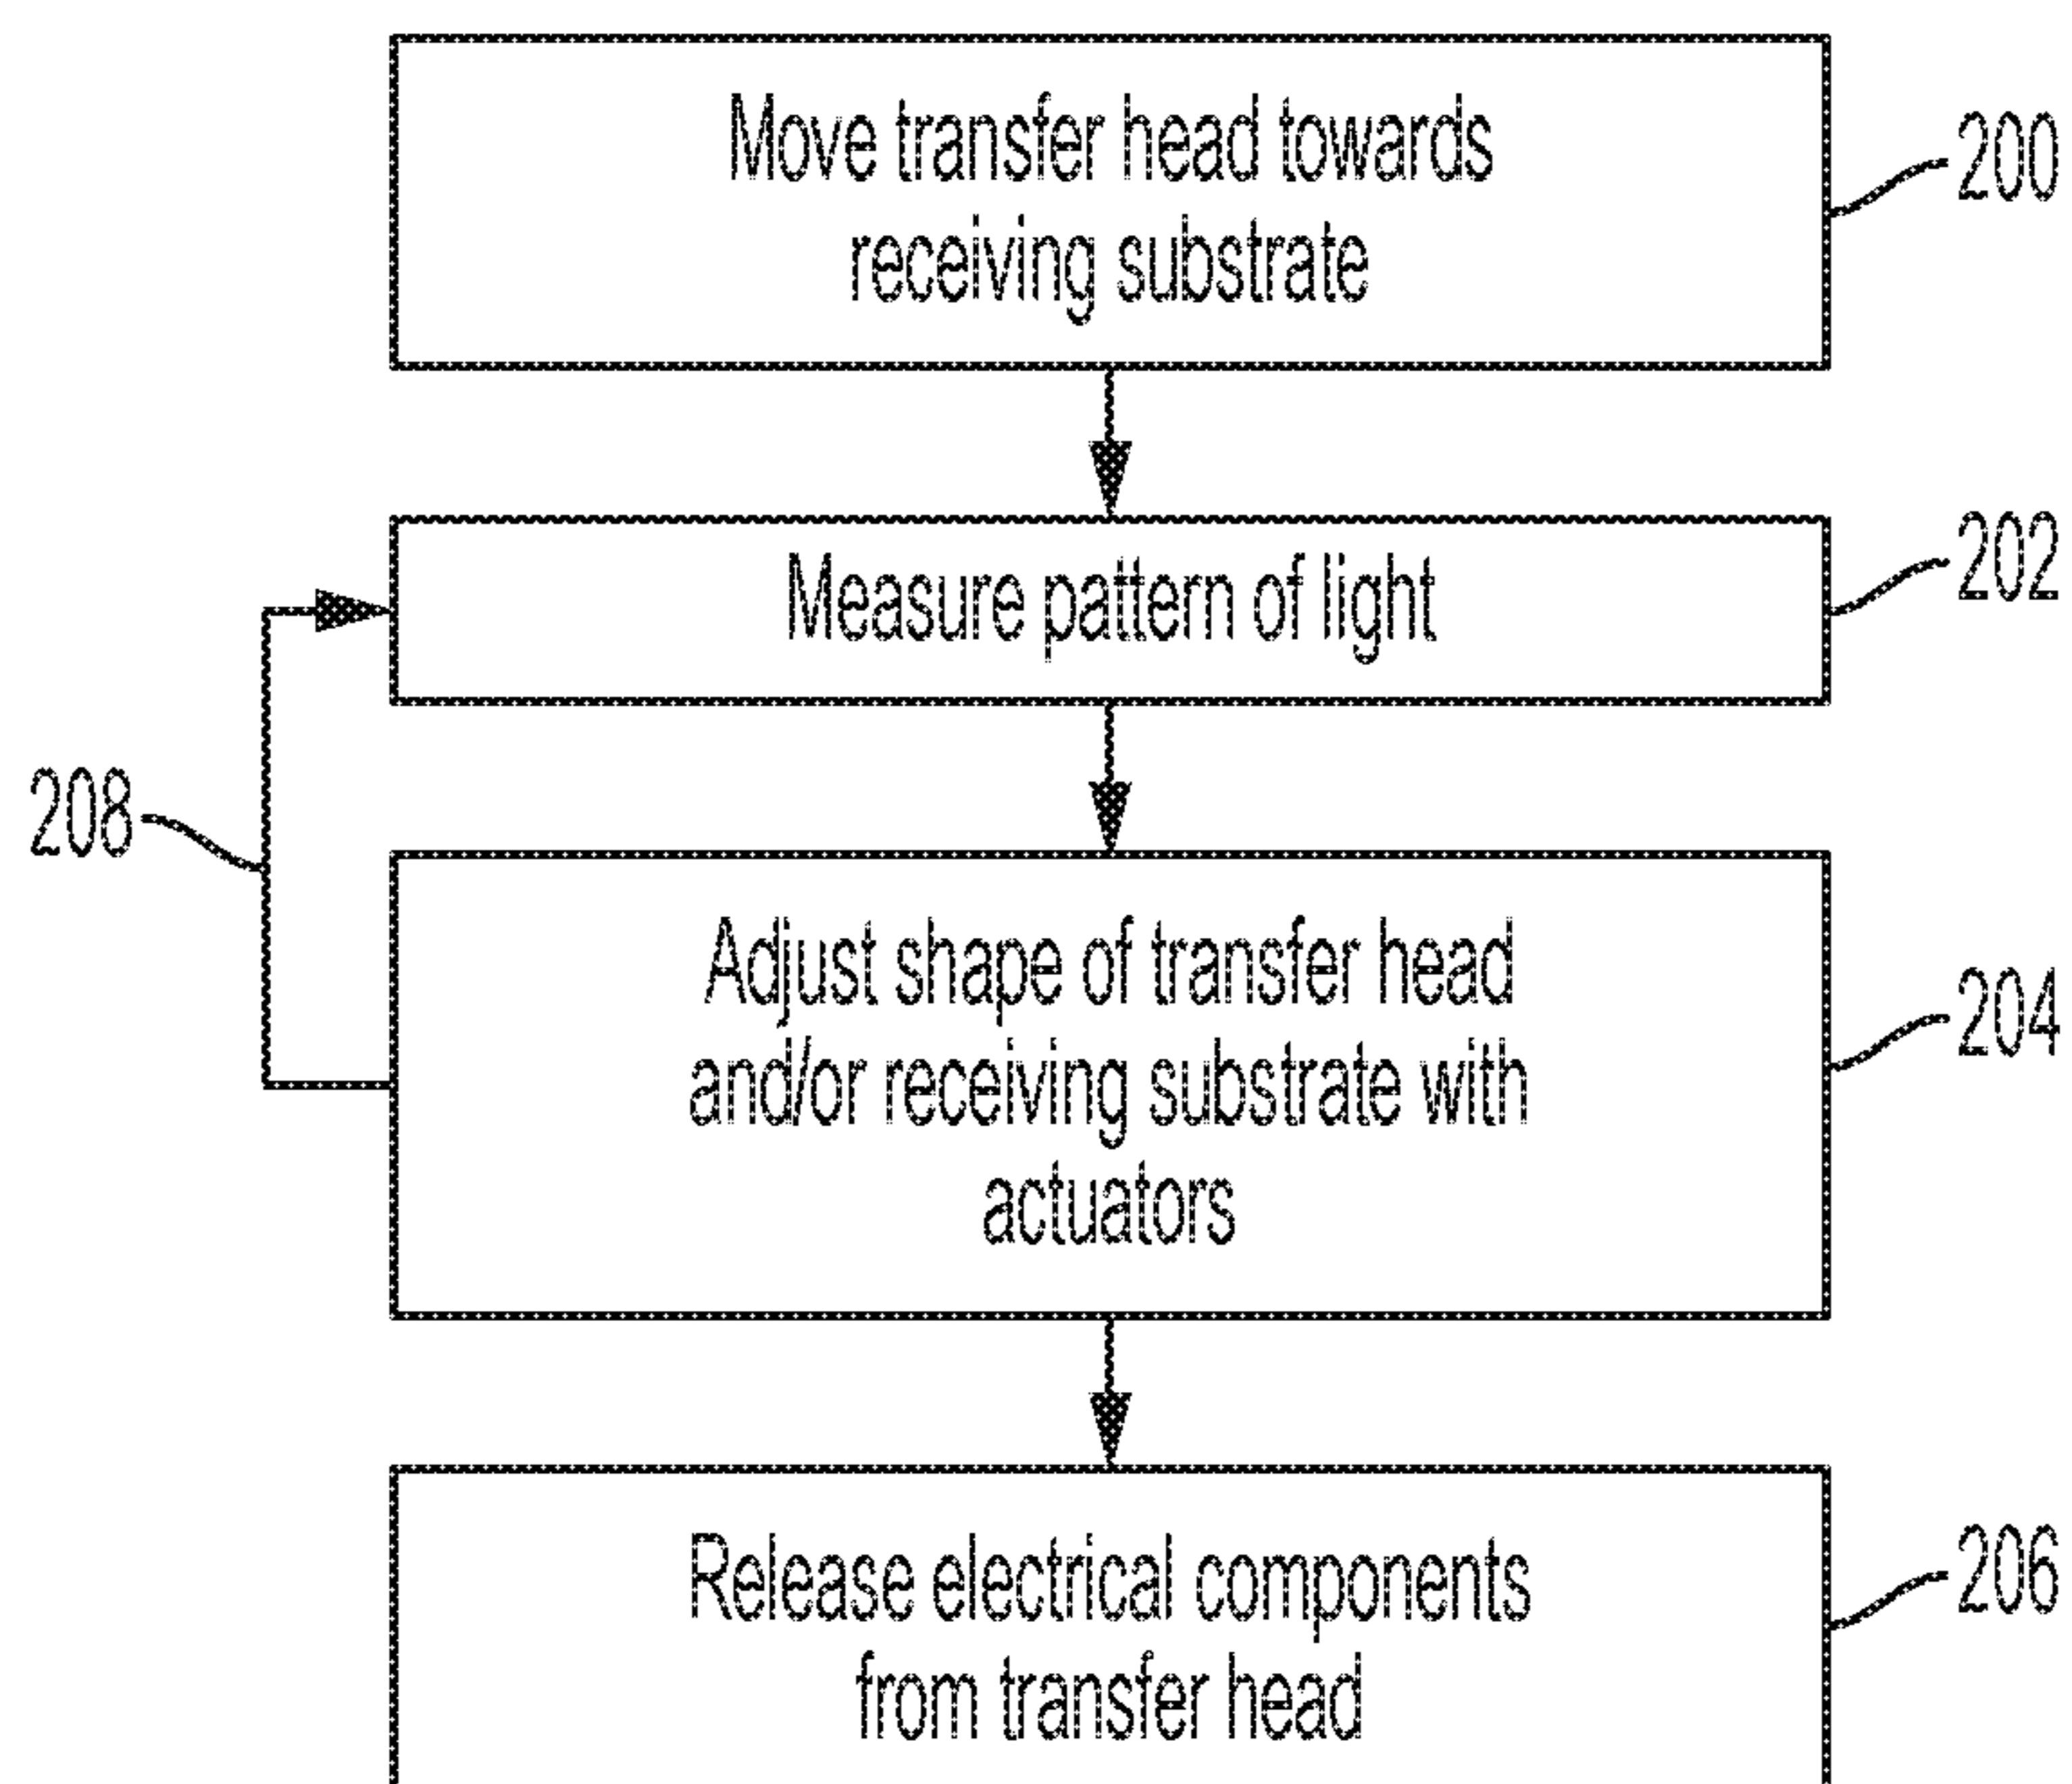 Move transfer head towards
receiving substrate
200
Measure pattern of light
202
208
Adjust shape of transfer head
and/or receiving substrate with
actuators
204
Release electrical components
from transfer head
206